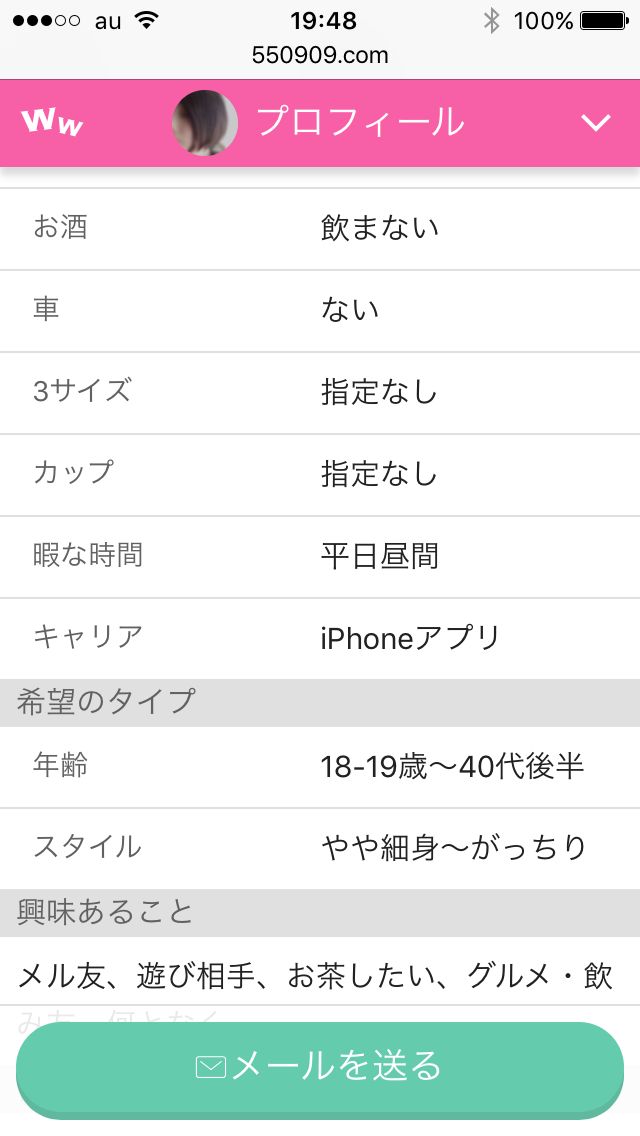 au 19:48 100%
550909.com
ww プロフィール
お酒 飲まない
車 ない
3サイズ 指定なし
カップ 指定なし
暇な時間 平日昼間
キャリア iPhoneアプリ
希望のタイプ
年齢 18-19歳〜40代後半
スタイル やや細身〜がっちり
興味あること
メル友、遊び相手、お茶したい、グルメ・飲
み友、何となく
メールを送る